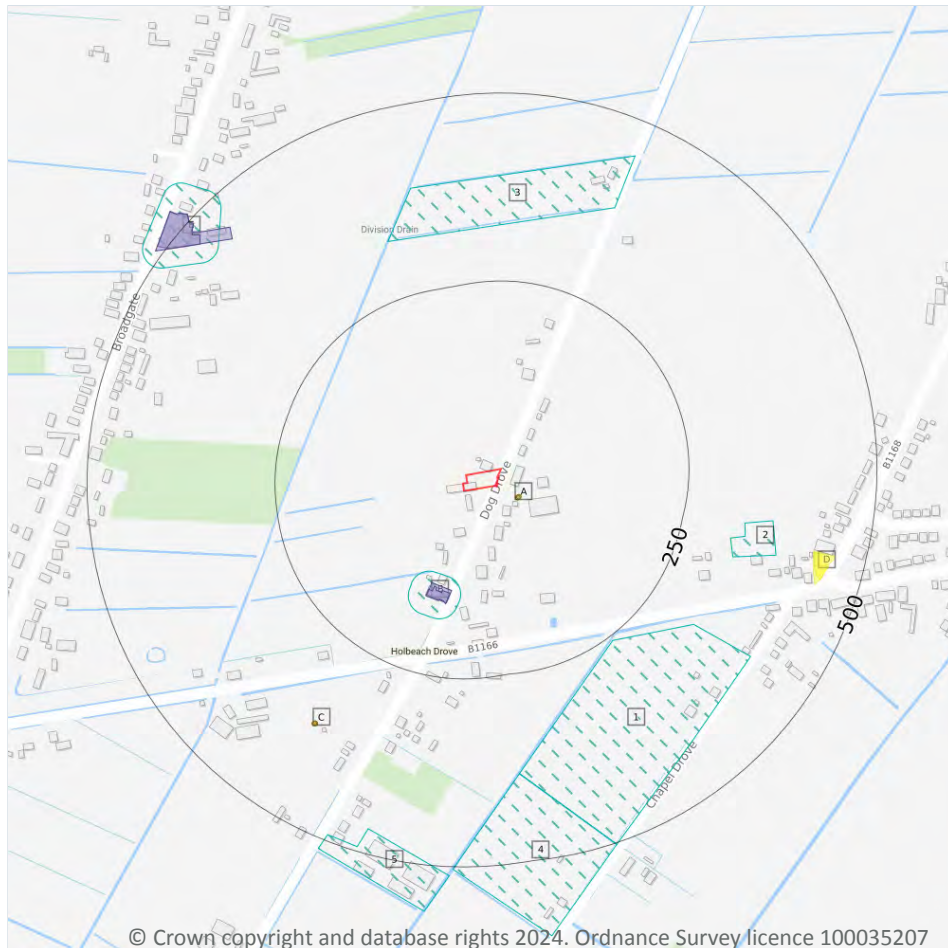 3
Division Drain
Broadgate
B1168
A
Dog Drove
2
250
D
500
B1166
Holbeach Drove
C
1
Chapel Drove
4
5
© Crown copyright and database rights 2024. Ordnance Survey licence 100035207